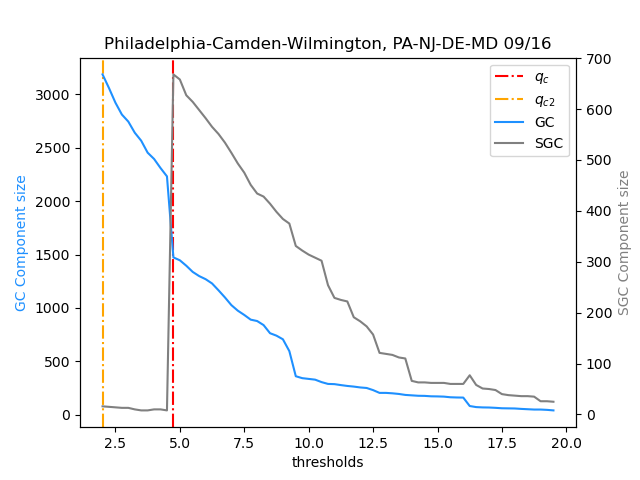 Philadelphia-Camden-Wilmington, PA-NJ-DE-MD 09/16
GC Component size
3000
2500
2000
1500
1000
500
0
700
600
500
400
300
200
100
0
SGC Component size
q_c
q_c2
GC
SGC
2.5 5.0 7.5 10.0 12.5 15.0 17.5 20.0
thresholds